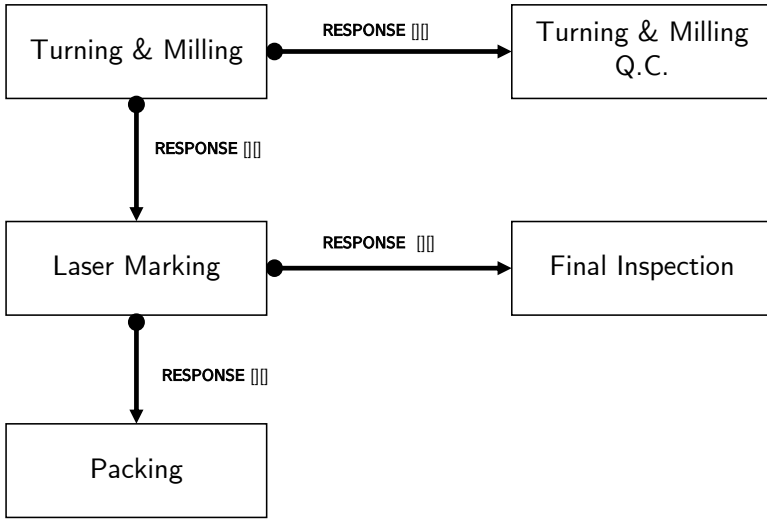 Turning & Milling
RESPONSE [][]
Turning & Milling
Q.C.
RESPONSE [][]
Laser Marking
RESPONSE [][]
Final Inspection
RESPONSE [][]
Packing